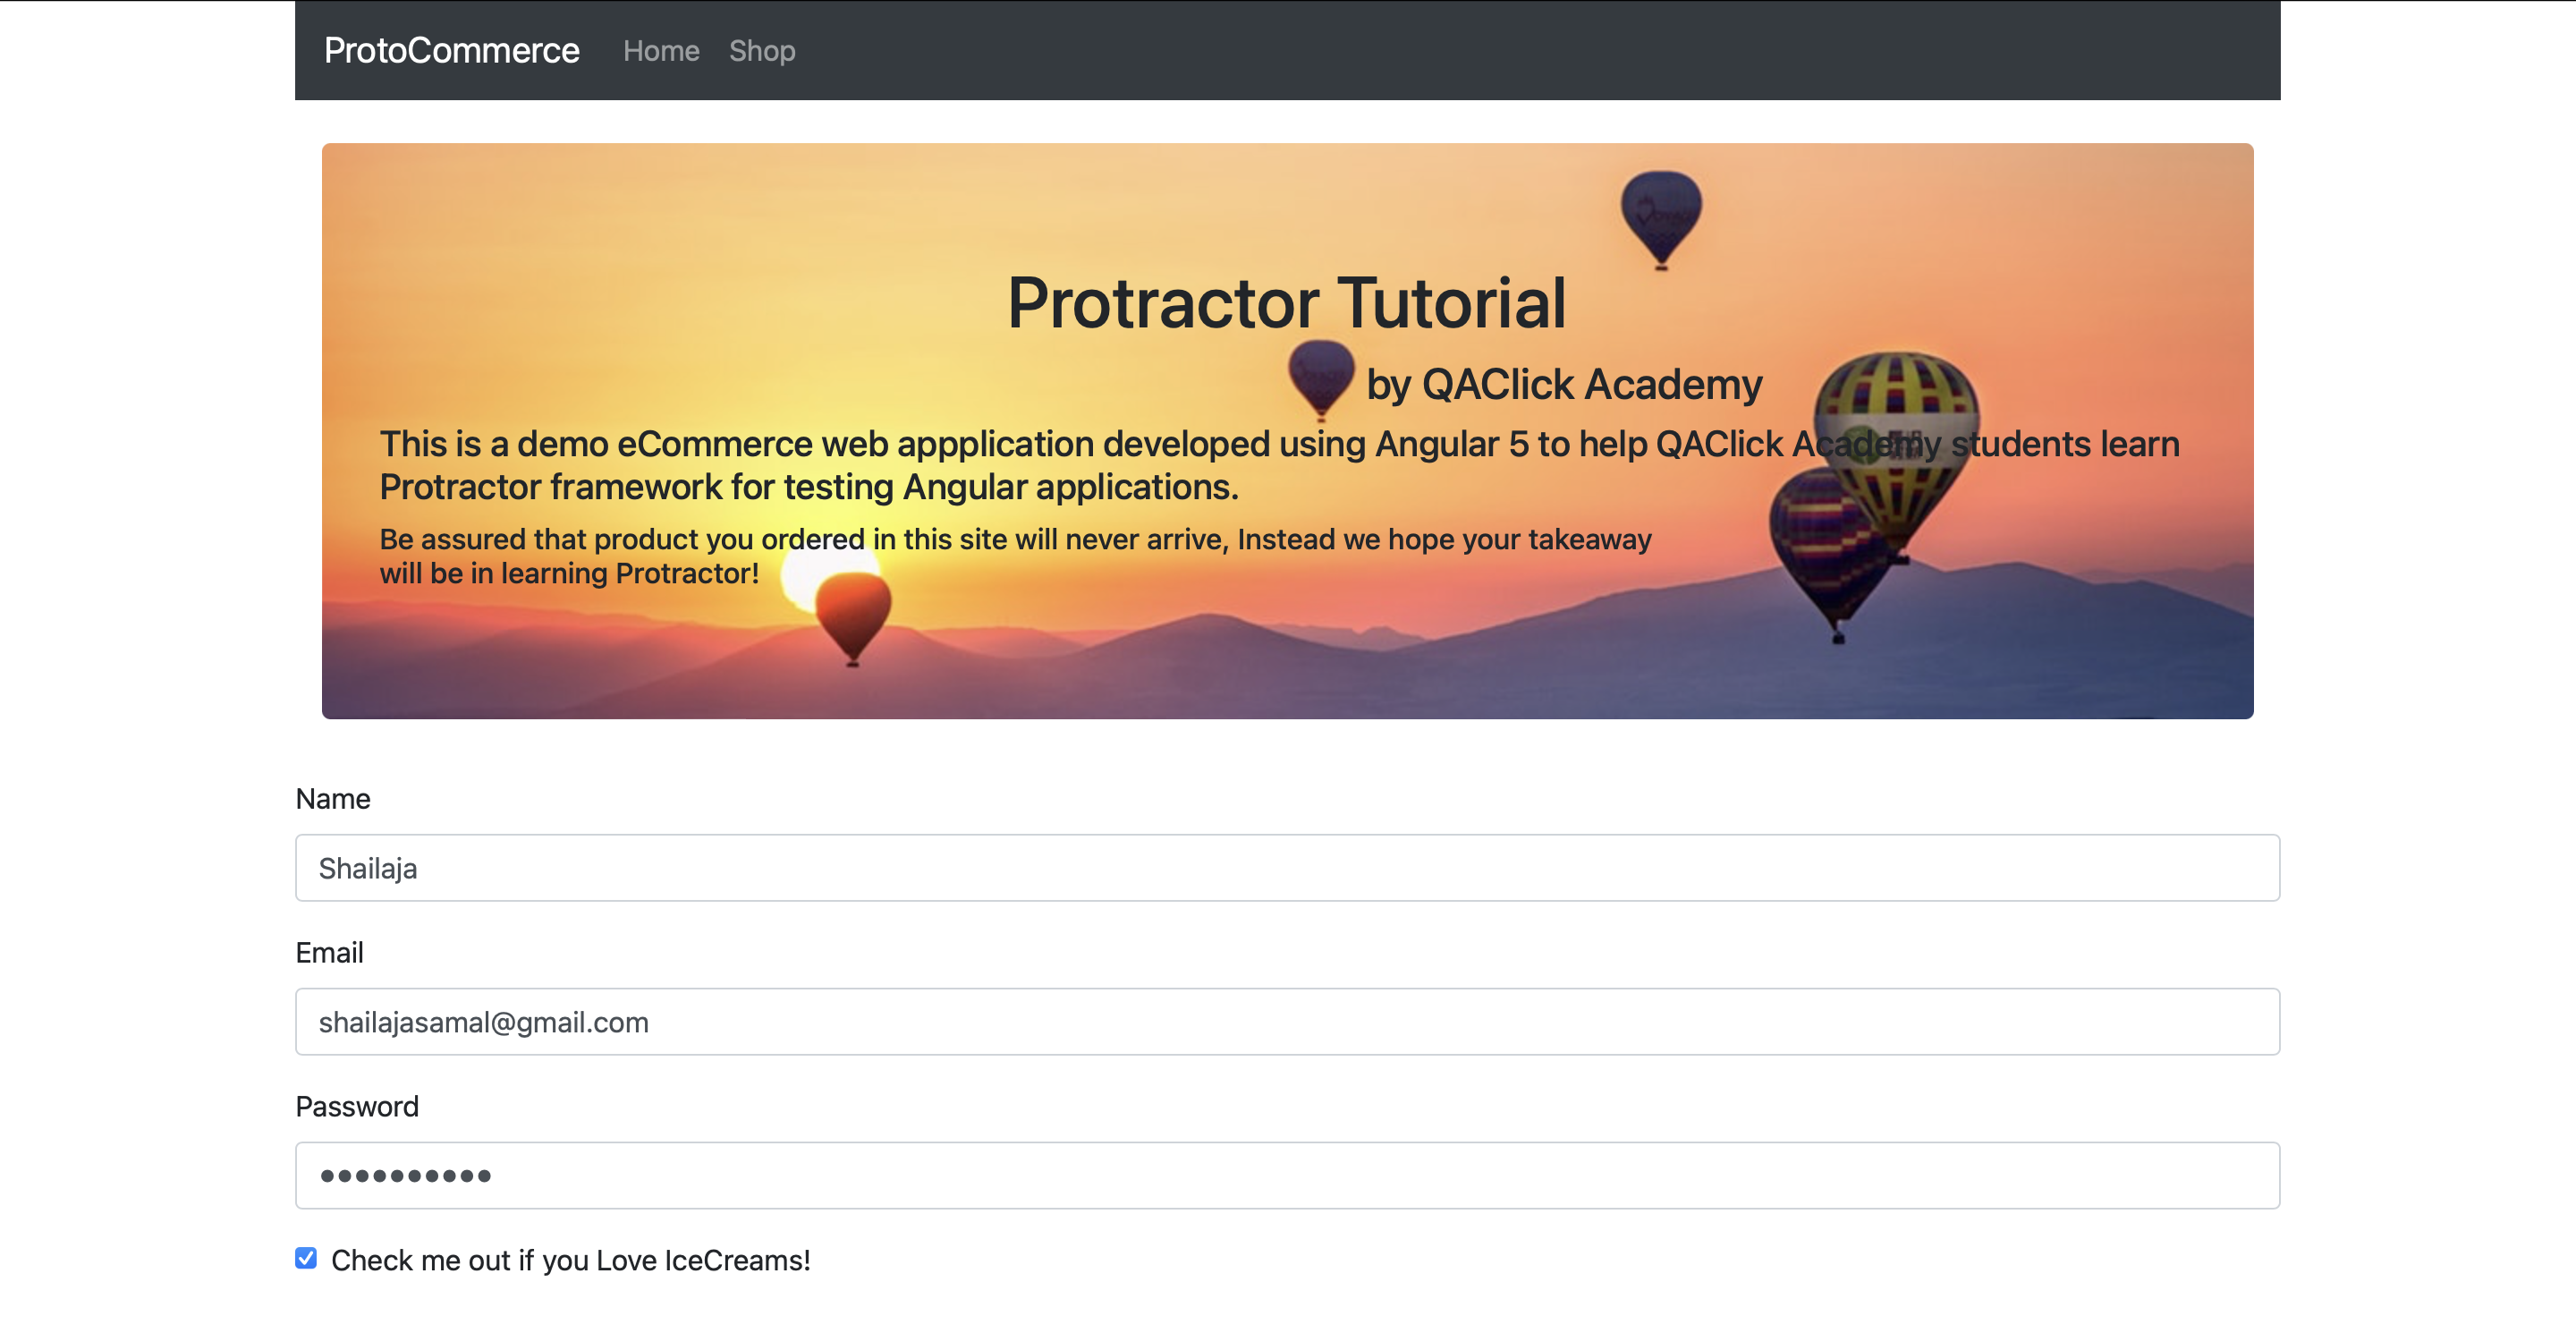 ProtoCommerce Home Shop
Protractor Tutorial
by QAClick Academy
This is a demo eCommerce web appplication developed using Angular 5 to help QAClick Academy students learn
Protractor framework for testing Angular applications.
Be assured that product you ordered in this site will never arrive, Instead we hope your takeaway
will be in learning Protractor!
Name
Shailaja
Email
shailajasamal@gmail.com
Password
••••••••••
Check me out if you Love IceCreams!